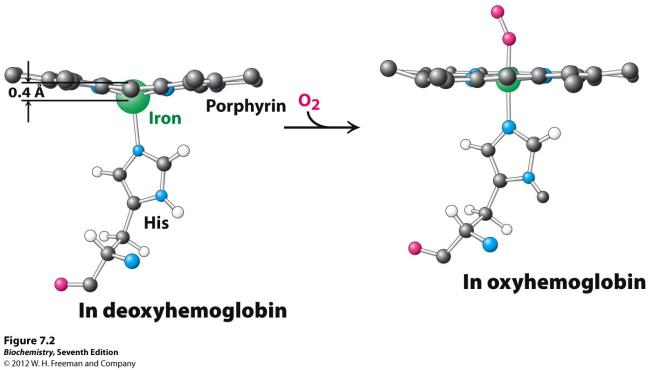 0.4 Å
Iron
Porphyrin
O2
His
In deoxyhemoglobin
In oxyhemoglobin
Figure 7.2
Biochemistry, Seventh Edition
© 2012 W. H. Freeman and Company